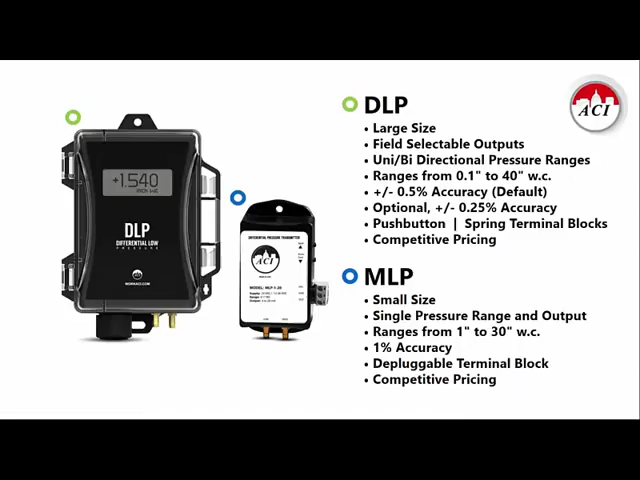 DLP
• Large Size
• Field Selectable Outputs
• Uni/Bi Directional Pressure Ranges
• Ranges from 0.1" to 40" w.c.
• +/- 0.5% Accuracy (Default)
• Optional, +/- 0.25% Accuracy
• Pushbutton | Spring Terminal Blocks
• Competitive Pricing
MLP
• Small Size
• Single Pressure Range and Output
• Ranges from 1" to 30" w.c.
• 1% Accuracy
• Depluggable Terminal Block
• Competitive Pricing
ACI
+1.540
INCH WC
DLP
DIFFERENTIAL LOW
PRESSURE
WORKACI.COM
DIFFERENTIAL PRESSURE TRANSMITTER
ACI
MODEL: MLP